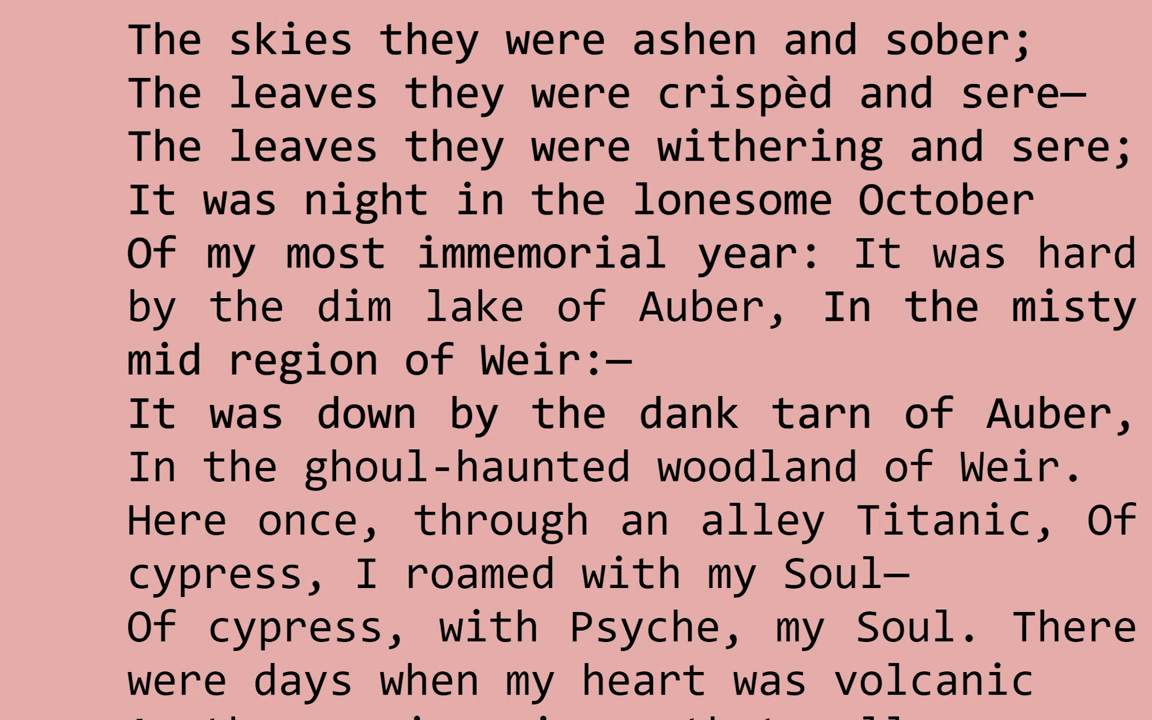 The skies they were ashen and sober;
The leaves they were crispèd and sere—
The leaves they were withering and sere;
It was night in the lonesome October
Of my most immemorial year: It was hard
by the dim lake of Auber, In the misty
mid region of Weir:—
It was down by the dank tarn of Auber,
In the ghoul-haunted woodland of Weir.
Here once, through an alley Titanic, Of
cypress, I roamed with my Soul—
Of cypress, with Psyche, my Soul. There
were days when my heart was volcanic